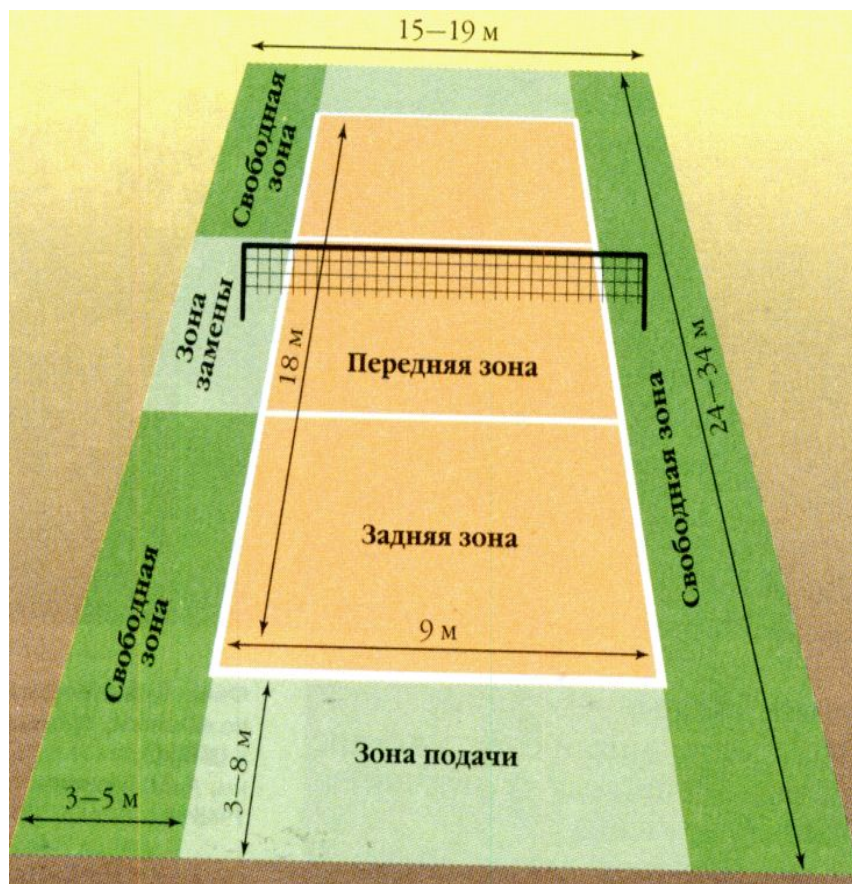 15–19 м
Свободная
зона
Зона
замены
18 м
Передняя зона
24–34 м
Свободная зона
Задняя зона
Свободная
зона
9 м
3–8 м
Зона подачи
3–5 м